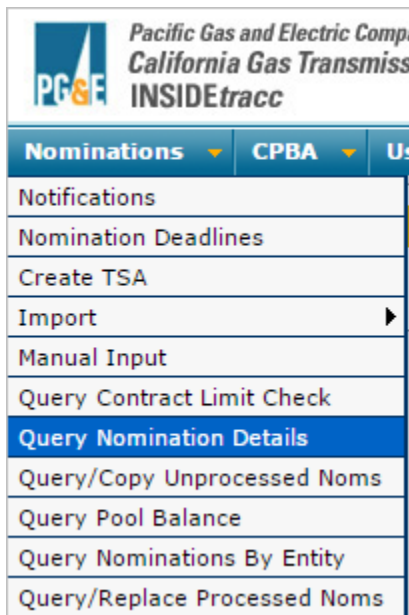 Pacific Gas and Electric
California Gas
INSIDEtracc
PG&E
Nominations CPBA
Notifications
Nomination Deadlines
Create TSA
Import
Manual Input
Query Contract Limit Check
Query Nomination Details
Query/Copy Unprocessed Noms
Query Pool Balance
Query Nominations By Entity
Query/Replace Processed Noms